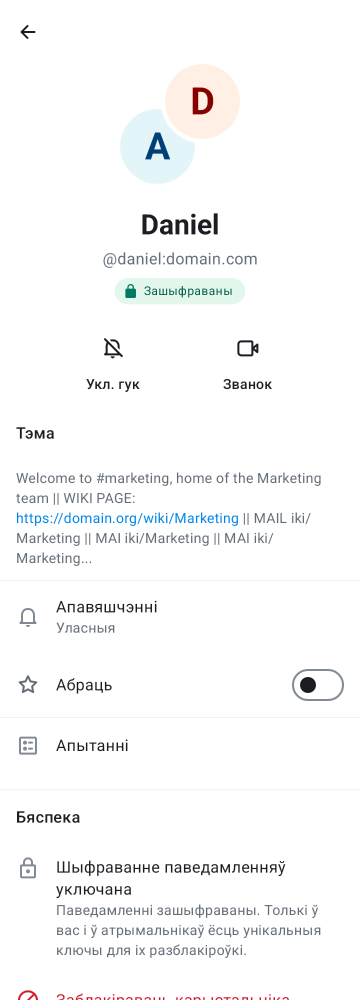 D
A
Daniel
@daniel:domain.com
Зашыфраваны
Укл. гук
Званок
Тэма
Welcome to #marketing, home of the Marketing
team || WIKI PAGE:
https://domain.org/wiki/Marketing || MAIL iki/
Marketing || MAI iki/Marketing || MAI iki/
Marketing...
Апавяшчэнні
Уласныя
Абраць
Апытанні
Бяспека
Шыфраванне паведамленняў
уключана
Паведамленні зашыфраваны. Толькі ў
вас і ў атрымальнікаў ёсць унікальныя
ключы для іх разблакіроўкі.
Заблакіраваць карыстальніка